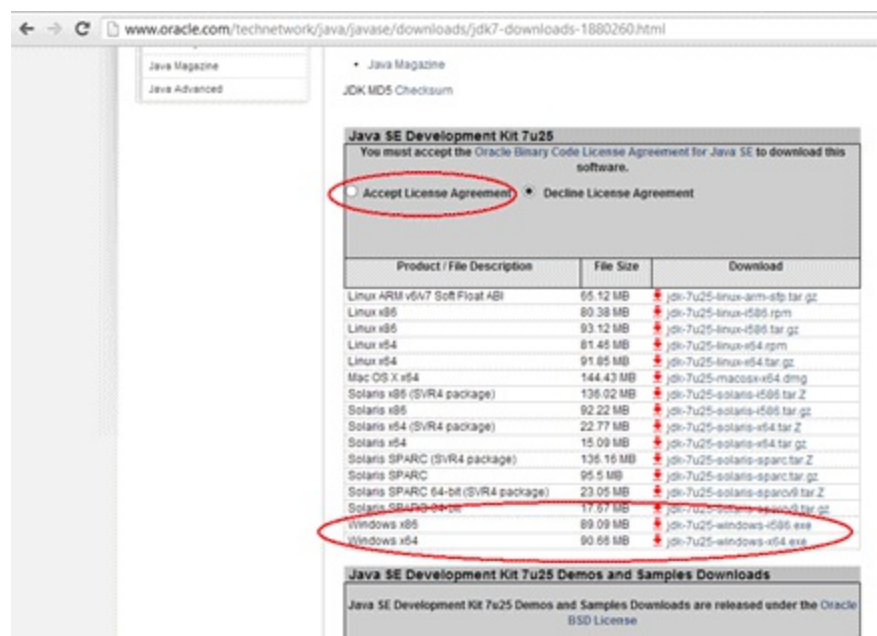 www.oracle.com/technetwork/java/javase/downloads/jdk7-downloads-1880260.html
Java Magazine
• Java Magazine
Java Advanced
JDK MD5 Checksum
Java SE Development Kit 7u25
You must accept the Oracle Binary Code License Agreement for Java SE to download this
software.
Accept License Agreement Decline License Agreement
Product / File Description File Size Download
Linux ARM v6/v7 Soft Float ABI 65.12 MB jdk-7u25-linux-arm-sfp.tar.gz
Linux x86 80.38 MB jdk-7u25-linux-i586.rpm
Linux x86 93.12 MB jdk-7u25-linux-i586.tar.gz
Linux x64 81.46 MB jdk-7u25-linux-x64.rpm
Linux x64 91.85 MB jdk-7u25-linux-x64.tar.gz
Mac OS X x64 144.43 MB jdk-7u25-macosx-x64.dmg
Solaris x86 (SVR4 package) 136.02 MB jdk-7u25-solaris-i586.tar.Z
Solaris x86 92.22 MB jdk-7u25-solaris-i586.tar.gz
Solaris x64 (SVR4 package) 22.77 MB jdk-7u25-solaris-x64.tar.Z
Solaris x64 15.09 MB jdk-7u25-solaris-x64.tar.gz
Solaris SPARC (SVR4 package) 136.16 MB jdk-7u25-solaris-sparc.tar.Z
Solaris SPARC 95.5 MB jdk-7u25-solaris-sparc.tar.gz
Solaris SPARC 64-bit (SVR4 package) 23.05 MB jdk-7u25-solaris-sparcv9.tar.Z
Solaris SPARC 64-bit 17.67 MB jdk-7u25-solaris-sparcv9.tar.gz
Windows x86 89.09 MB jdk-7u25-windows-i586.exe
Windows x64 90.66 MB jdk-7u25-windows-x64.exe
Java SE Development Kit 7u25 Demos and Samples Downloads
Java SE Development Kit 7u25 Demos and Samples Downloads are released under the Oracle
BSD License